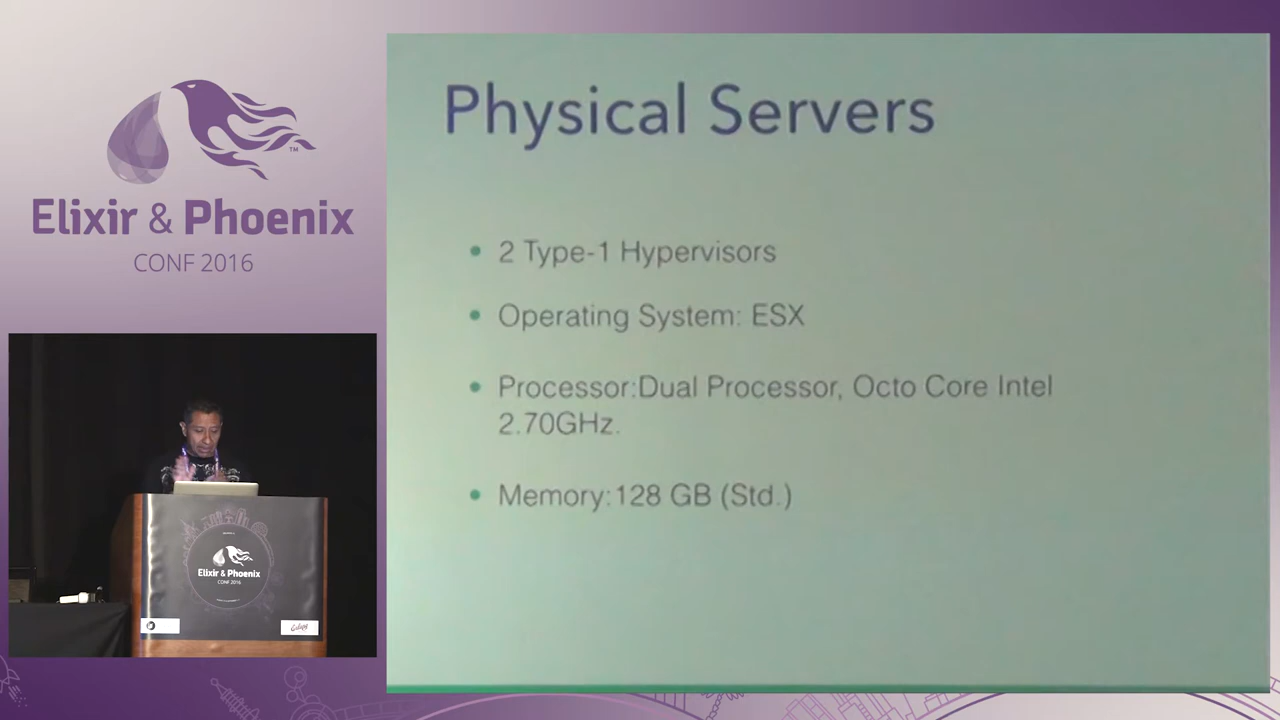 ™
Elixir & Phoenix
CONF 2016
Physical Servers
• 2 Type-1 Hypervisors
• Operating System: ESX
• Processor:Dual Processor, Octo Core Intel
2.70GHz.
• Memory:128 GB (Std.)
Elixir & Phoenix
CONF 2016